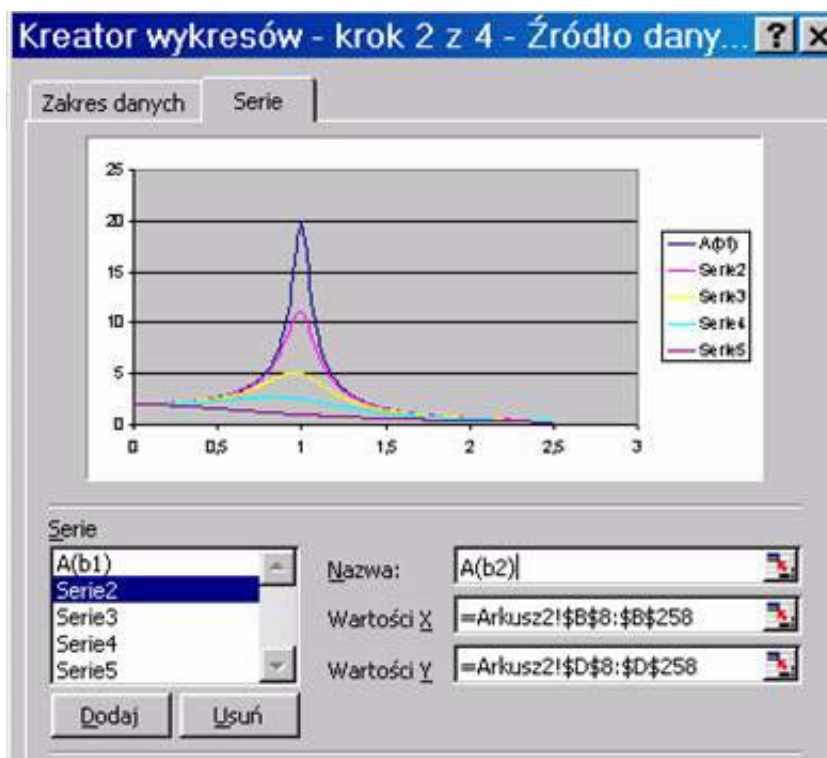 Kreator wykresów - krok 2 z 4 - Źródło dany...
Zakres danych Serie
25
20
15
10
5
0
0 0,5 1 1,5 2 2,5 3
A(b1)
Serie2
Serie3
Serie4
Serie5
Serie
A(b1)
Serie2
Serie3
Serie4
Serie5
Nazwa: A(b2)
Wartości X =Arkusz2!$B$8:$B$258
Wartości Y =Arkusz2!$D$8:$D$258
Dodaj Usuń